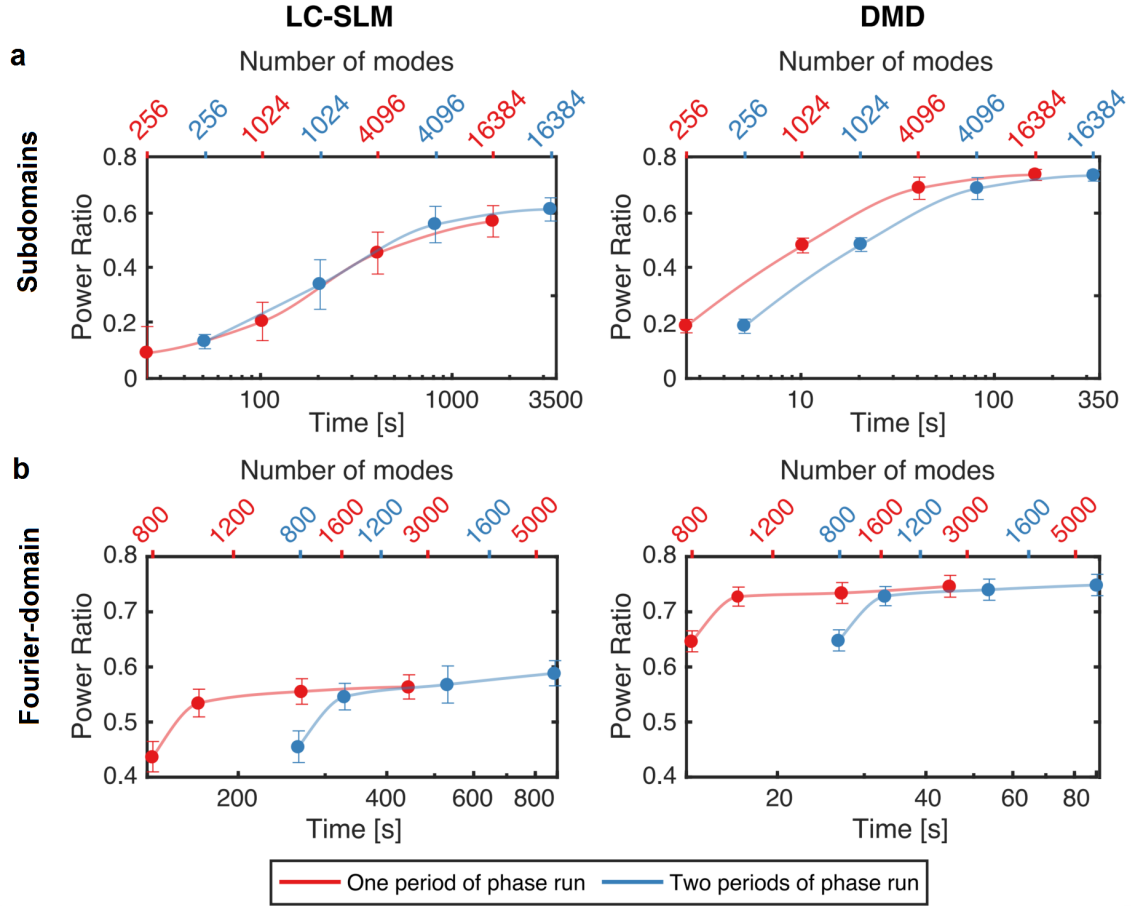 LC-SLM DMD
a
Number of modes Number of modes
256 256 1024 1024 4096 4096 16384 16384 256 256 1024 1024 4096 4096 16384 16384
Subdomains
Power Ratio
0.8
0.6
0.4
0.2
0
100 1000 3500
Time [s]
Power Ratio
0.8
0.6
0.4
0.2
0
10 100 350
Time [s]
b
Number of modes Number of modes
800 1200 800 1600 1200 3000 1600 5000 800 1200 800 1600 1200 3000 1600 5000
Fourier-domain
Power Ratio
0.8
0.7
0.6
0.5
0.4
200 400 600 800
Time [s]
Power Ratio
0.8
0.7
0.6
0.5
0.4
20 40 60 80
Time [s]
One period of phase run Two periods of phase run